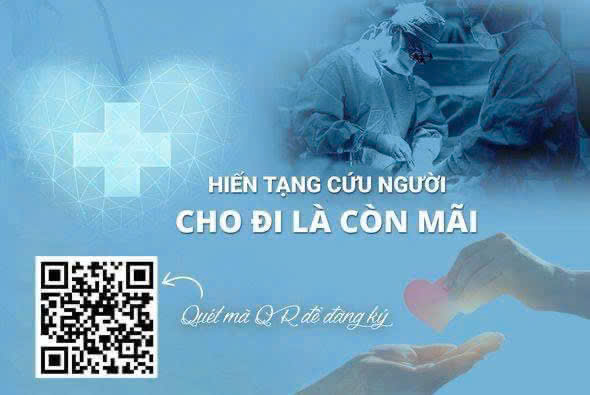 HIẾN TẠNG CỨU NGƯỜI
CHO ĐI LÀ CÒN MÃI
Quét mã QR để đăng ký